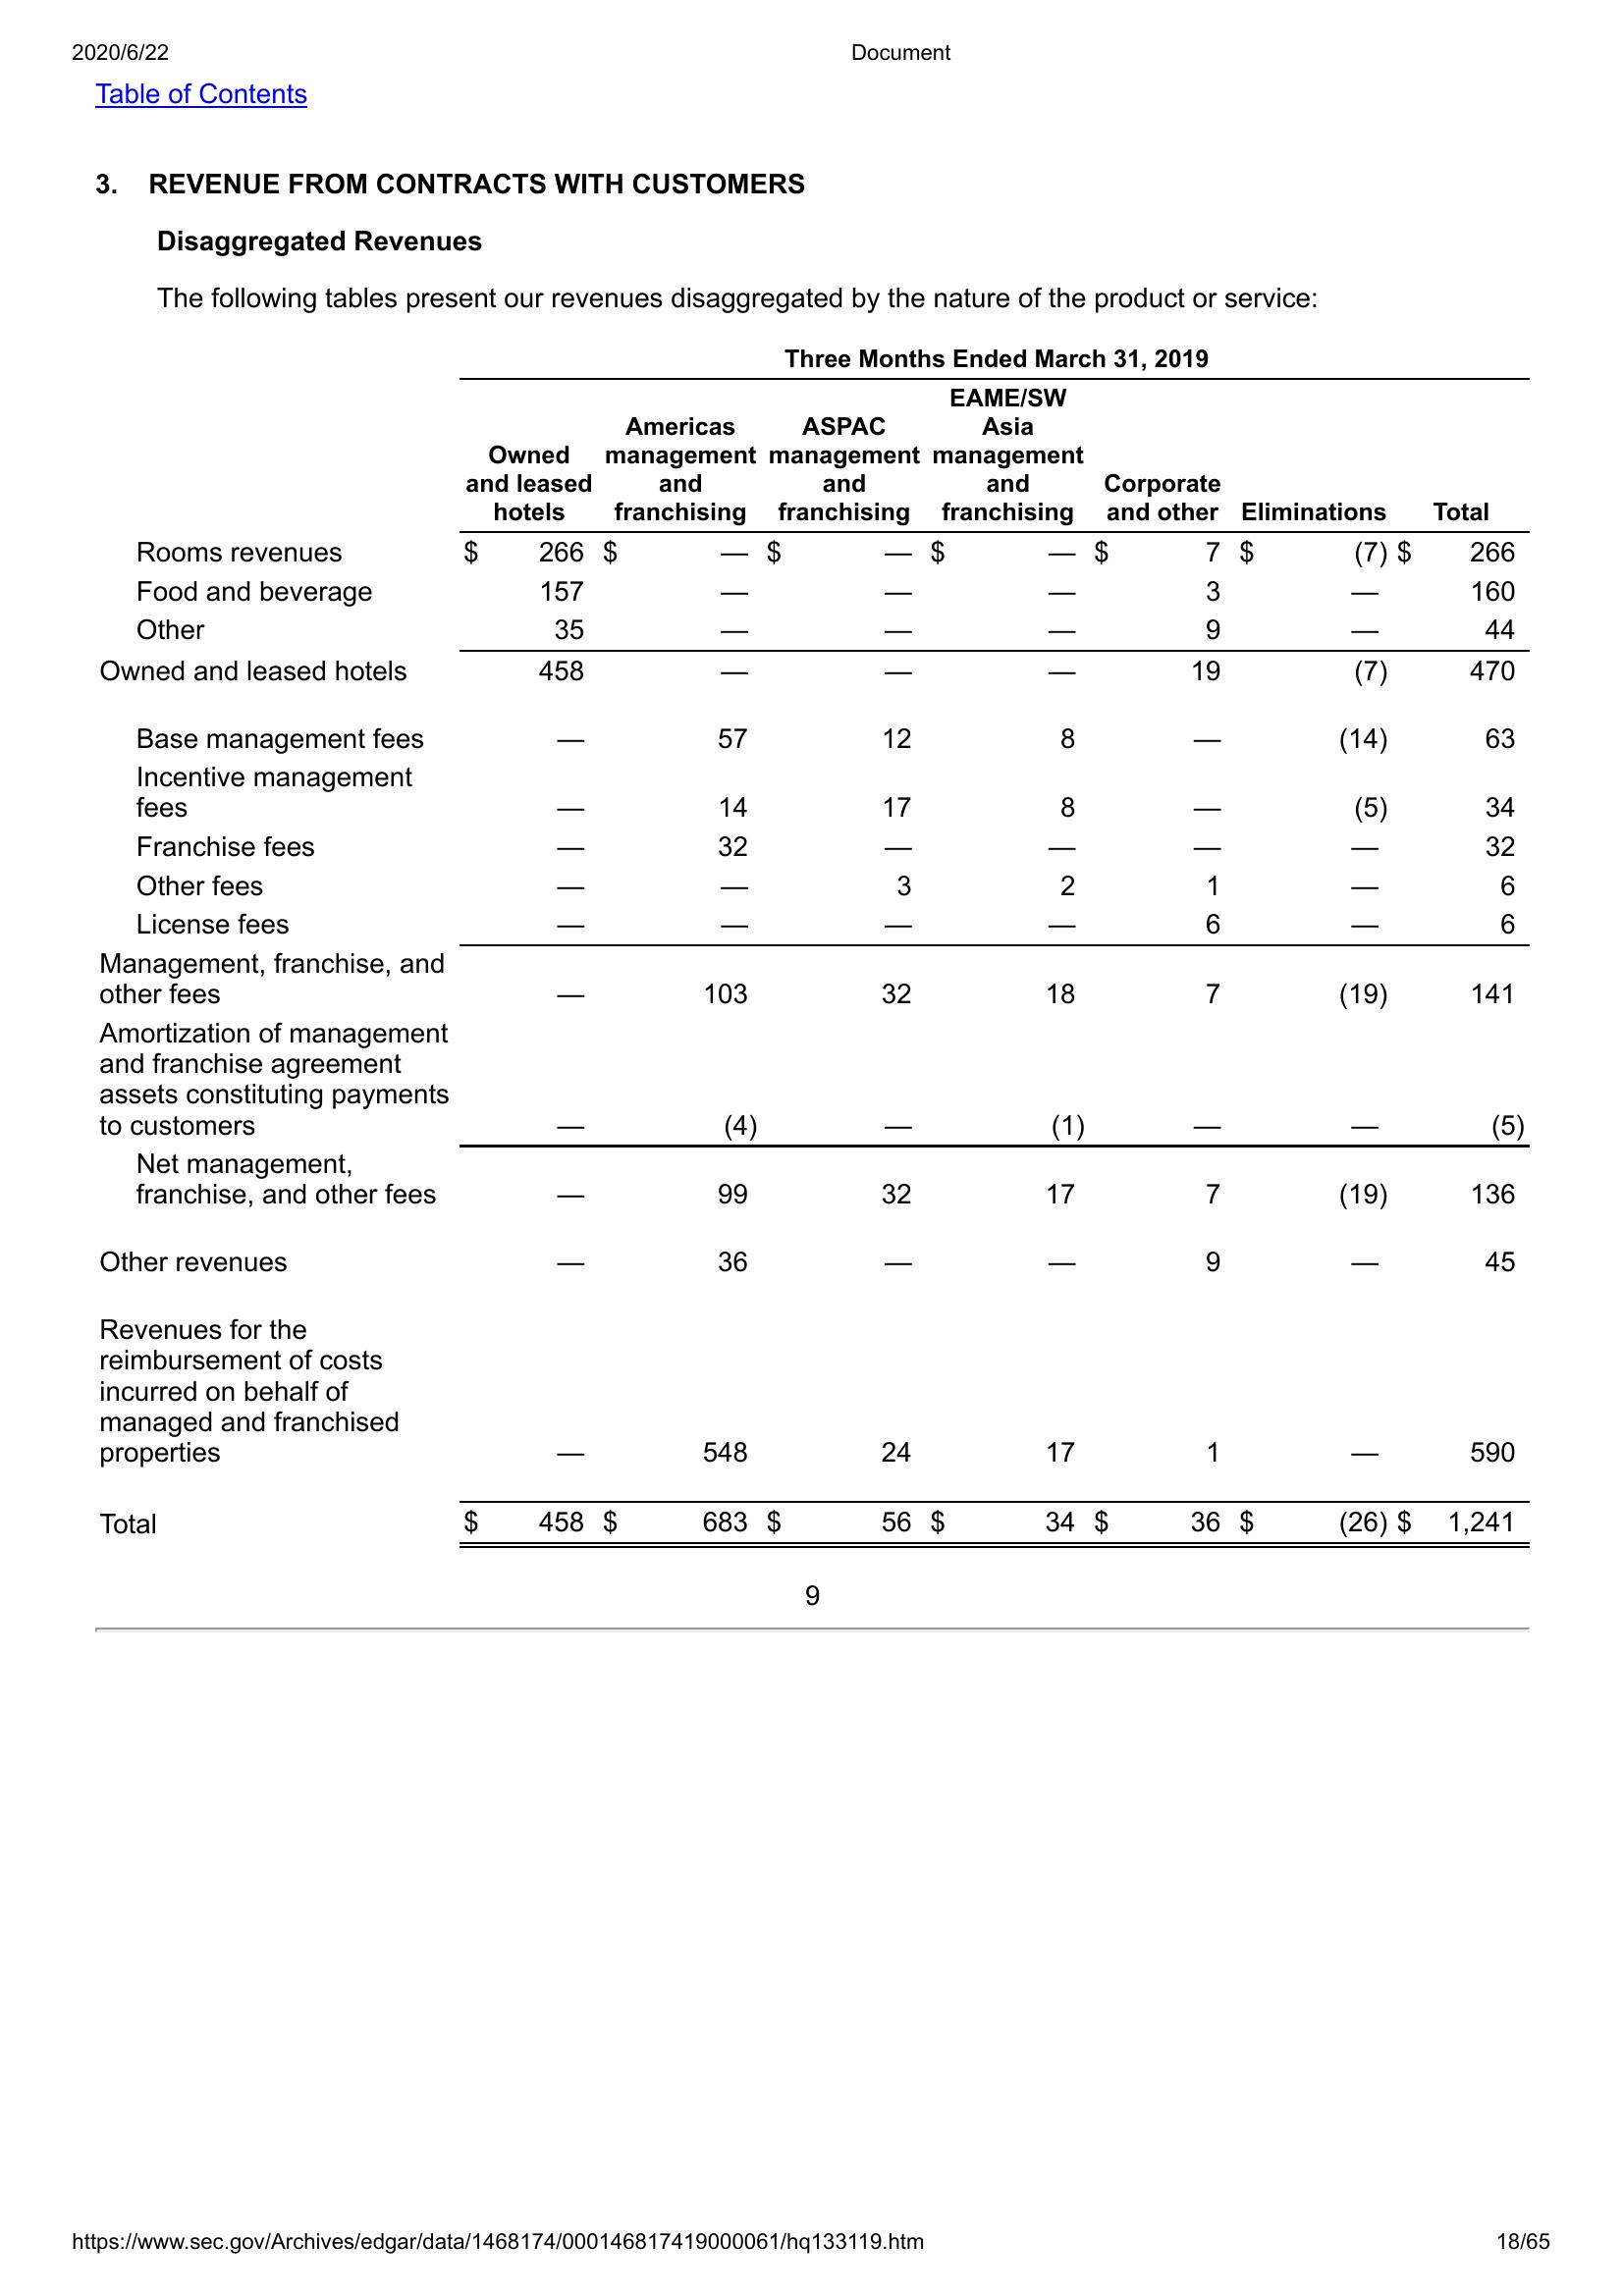 2020/6/22 Document
Table of Contents
3. REVENUE FROM CONTRACTS WITH CUSTOMERS
Disaggregated Revenues
The following tables present our revenues disaggregated by the nature of the product or service:
Three Months Ended March 31, 2019
EAME/SW
Americas ASPAC Asia
Owned management management management
and leased and and and Corporate
hotels franchising franchising franchising and other Eliminations Total
Rooms revenues $ 266 $ — $ — $ — $ 7 $ (7) $ 266
Food and beverage 157 — — — 3 — 160
Other 35 — — — 9 — 44
Owned and leased hotels 458 — — — 19 (7) 470
Base management fees — 57 12 8 — (14) 63
Incentive management
fees — 14 17 8 — (5) 34
Franchise fees — 32 — — — — 32
Other fees — — 3 2 1 — 6
License fees — — — — 6 — 6
Management, franchise, and
other fees — 103 32 18 7 (19) 141
Amortization of management
and franchise agreement
assets constituting payments
to customers — (4) — (1) — — (5)
Net management,
franchise, and other fees — 99 32 17 7 (19) 136
Other revenues — 36 — — 9 — 45
Revenues for the
reimbursement of costs
incurred on behalf of
managed and franchised
properties — 548 24 17 1 — 590
Total $ 458 $ 683 $ 56 $ 34 $ 36 $ (26) $ 1,241
9
https://www.sec.gov/Archives/edgar/data/1468174/000146817419000061/hq133119.htm 18/65